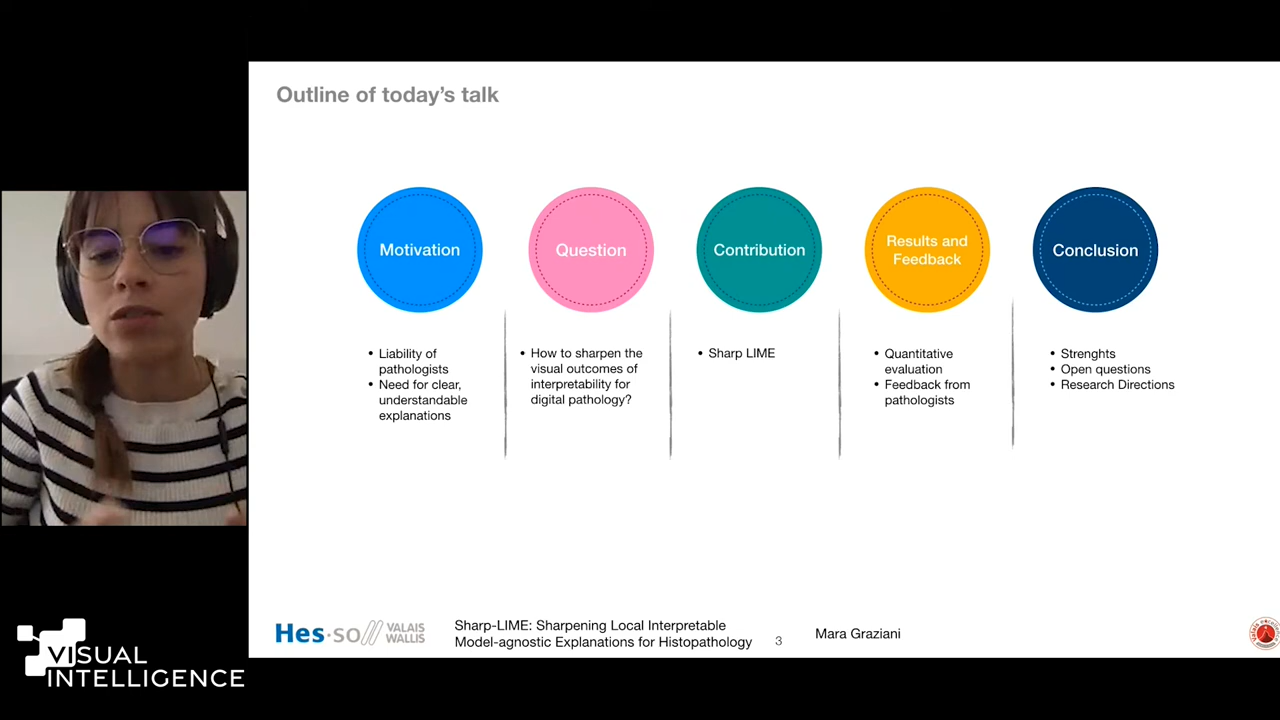 Outline of today's talk
Motivation
Question
Contribution
Results and
Feedback
Conclusion
• Liability of
pathologists
• Need for clear,
understandable
explanations
• How to sharpen the
visual outcomes of
interpretability for
digital pathology?
• Sharp LIME
• Quantitative
evaluation
• Feedback from
pathologists
• Strenghts
• Open questions
• Research Directions
Hes·so// VALAIS
WALLIS
Sharp-LIME: Sharpening Local Interpretable
Model-agnostic Explanations for Histopathology
3
Mara Graziani
VISUAL
INTELLIGENCE